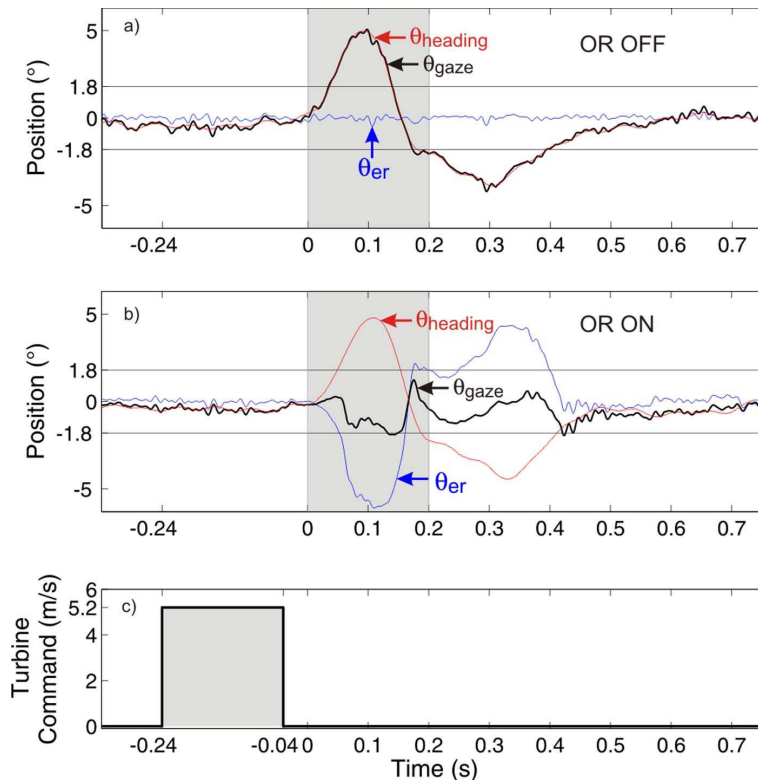 a)
OR OFF
θheading
θgaze
θer
Position (°)
5
1.8
0
-1.8
-5
-0.24 0 0.1 0.2 0.3 0.4 0.5 0.6 0.7
b)
OR ON
θheading
θgaze
θer
Position (°)
5
1.8
0
-1.8
-5
-0.24 0 0.1 0.2 0.3 0.4 0.5 0.6 0.7
c)
Turbine
Command (m/s)
6
5.2
4
2
0
-0.24 -0.04 0 0.1 0.2 0.3 0.4 0.5 0.6 0.7
Time (s)